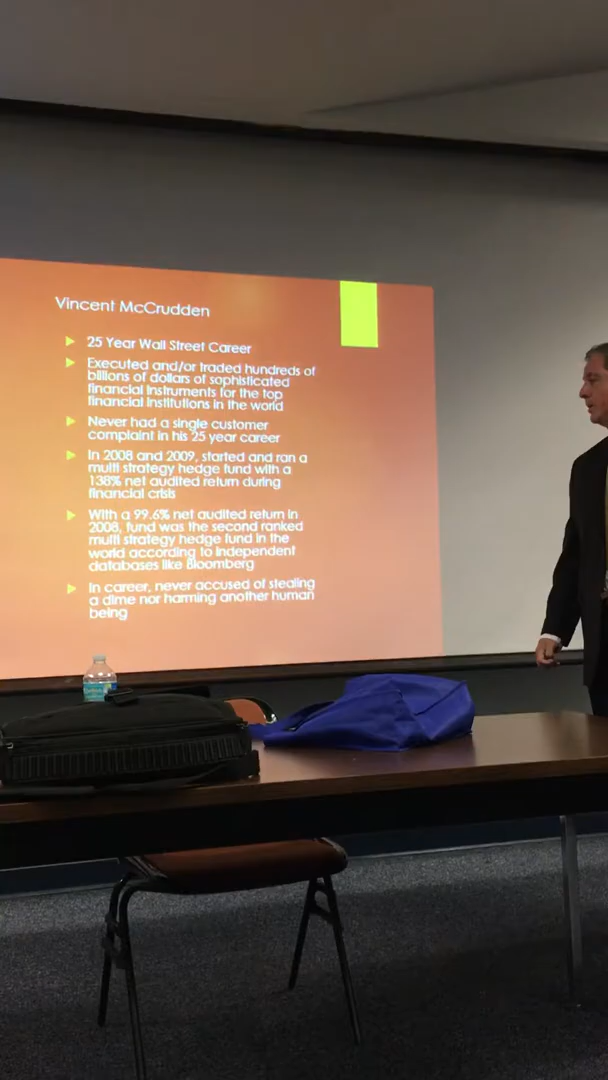 Vincent McCrudden
25 Year Wall Street Career
Executed and/or traded hundreds of
billions of dollars of sophisticated
financial instruments for the top
financial institutions in the world
Never had a single customer
complaint in his 25 year career
In 2008 and 2009, started and ran a
multi strategy hedge fund with a
138% net audited return during
financial crisis
With a 99.6% net audited return in
2008, fund was the second ranked
multi strategy hedge fund in the
world according to independent
databases like Bloomberg
In career, never accused of stealing
a dime nor harming another human
being